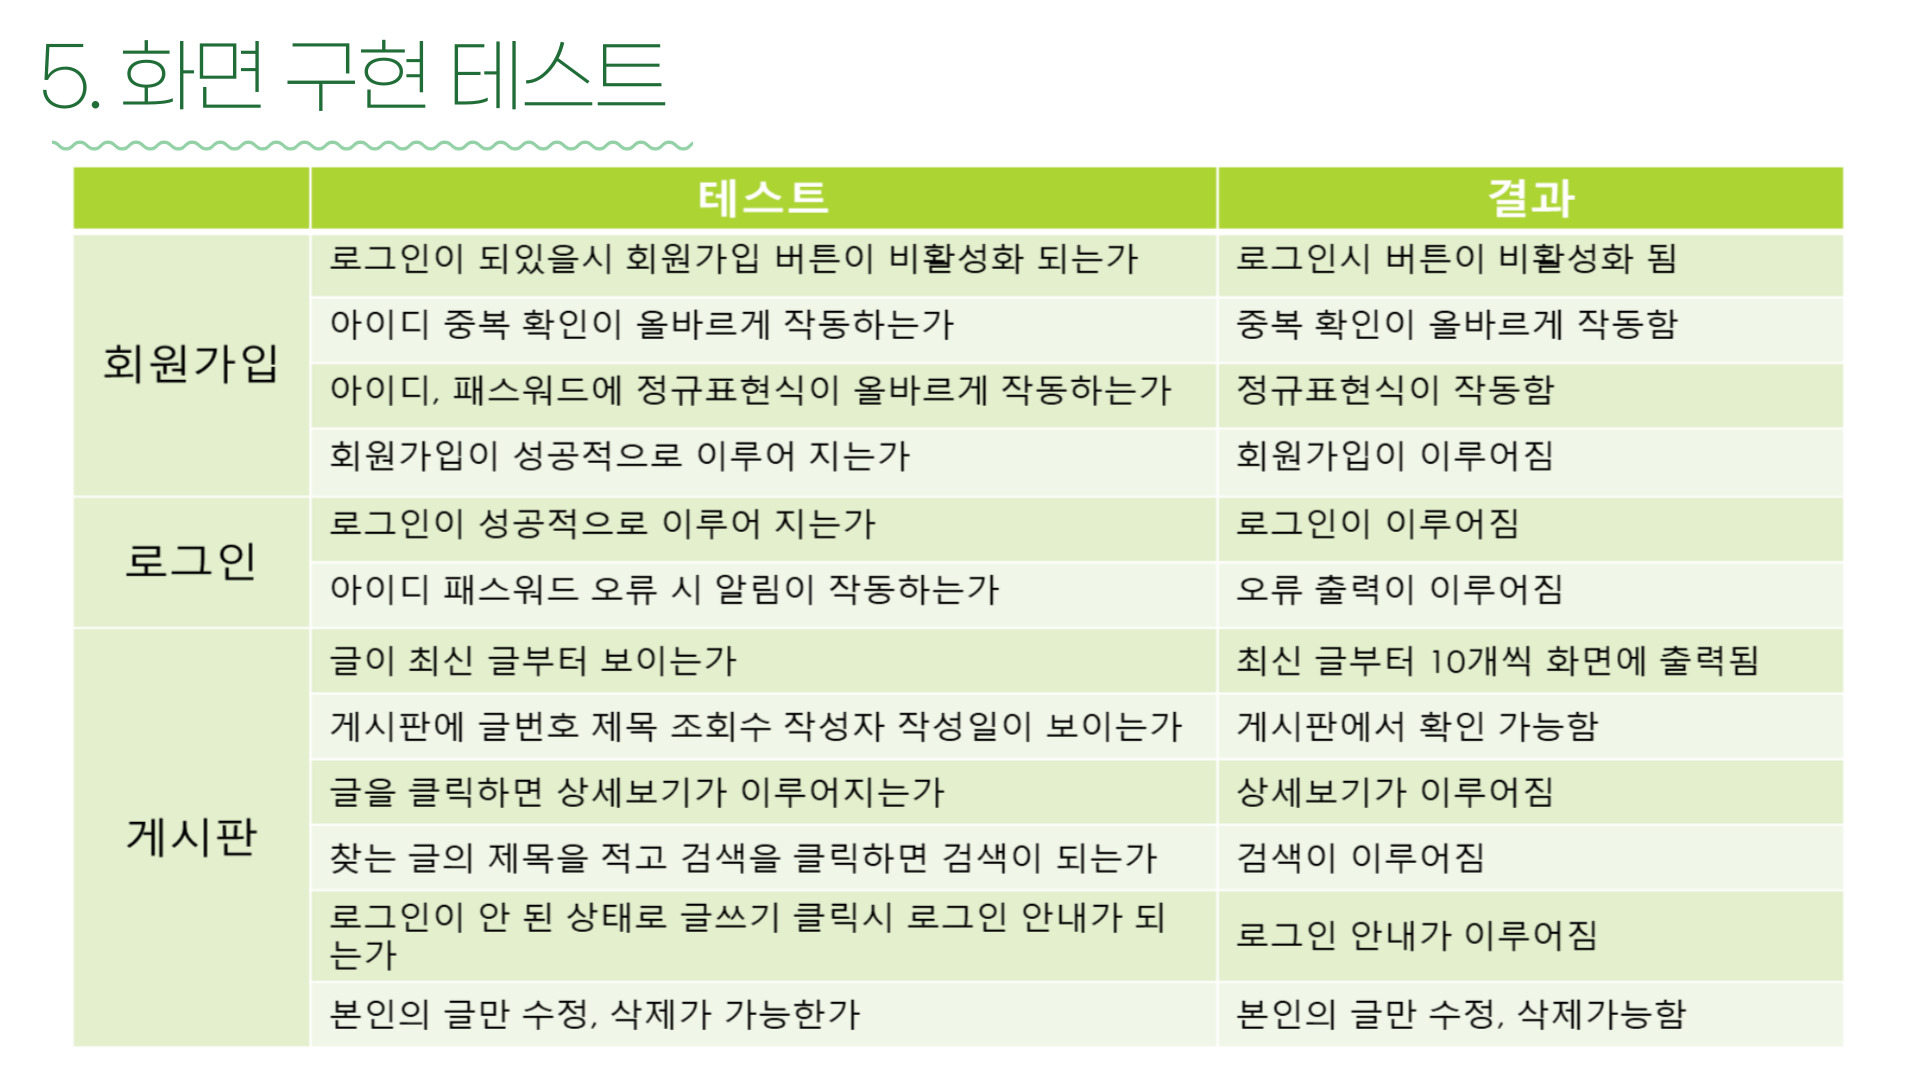 5. 화면 구현 테스트
테스트 결과
회원가입
로그인이 되있을시 회원가입 버튼이 비활성화 되는가 로그인시 버튼이 비활성화 됨
아이디 중복 확인이 올바르게 작동하는가 중복 확인이 올바르게 작동함
아이디, 패스워드에 정규표현식이 올바르게 작동하는가 정규표현식이 작동함
회원가입이 성공적으로 이루어 지는가 회원가입이 이루어짐
로그인
로그인이 성공적으로 이루어 지는가 로그인이 이루어짐
아이디 패스워드 오류 시 알림이 작동하는가 오류 출력이 이루어짐
게시판
글이 최신 글부터 보이는가 최신 글부터 10개씩 화면에 출력됨
게시판에 글번호 제목 조회수 작성자 작성일이 보이는가 게시판에서 확인 가능함
글을 클릭하면 상세보기가 이루어지는가 상세보기가 이루어짐
찾는 글의 제목을 적고 검색을 클릭하면 검색이 되는가 검색이 이루어짐
로그인이 안 된 상태로 글쓰기 클릭시 로그인 안내가 되
는가 로그인 안내가 이루어짐
본인의 글만 수정, 삭제가 가능한가 본인의 글만 수정, 삭제가능함